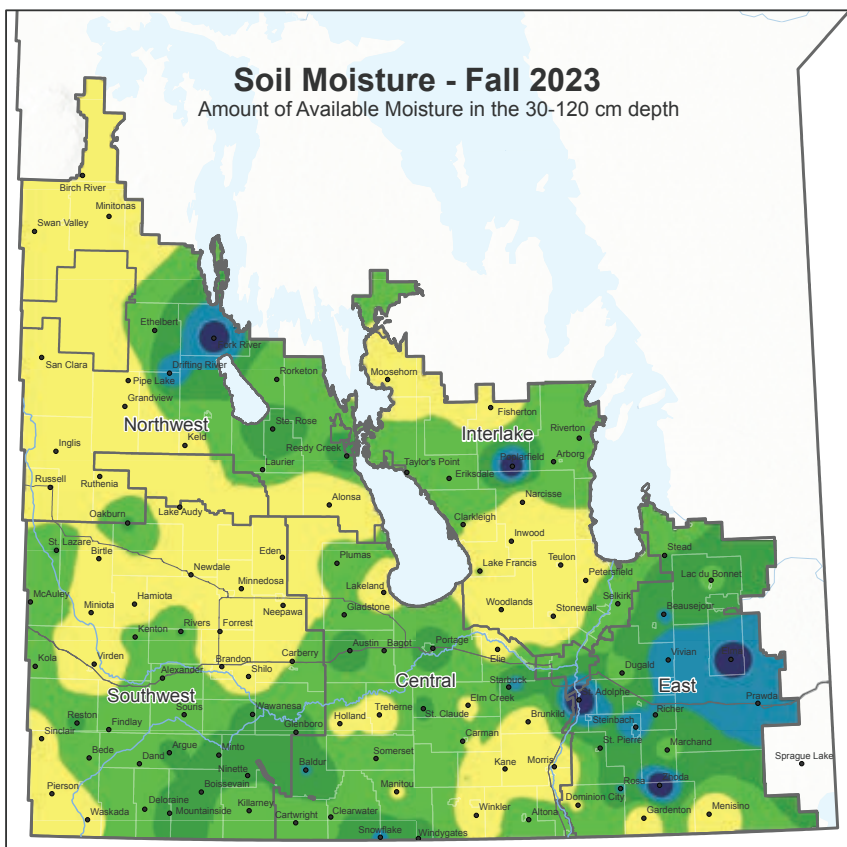 Soil Moisture - Fall 2023
Amount of Available Moisture in the 30-120 cm depth
Birch River
Minitonas
Swan Valley
Ethelbert
Drifting River
San Clara
Pipe Lake
Rorketon
Moosehorn
Grandview
Fisherton
Northwest
Ste. Rose
Interlake
Riverton
Keld
Inglis
Reedy Creek
Arborg
Laurier
Taylor's Point
Eriksdale
Russell
Ruthenia
Alonsa
Narcisse
Lake Audy
Oakburn
Clarkleigh
Inwood
St. Lazare
Birtle
Eden
Plumas
Lake Francis
Teulon
Stead
Newdale
Petersfield
Lac du Bonnet
Minnedosa
Lakeland
McAuley
Miniota
Hamiota
Neepawa
Gladstone
Woodlands
Stonewall
Selkirk
Beausejour
Kenton
Rivers
Forrest
Austin
Bagot
Portage
Elie
Vivian
Kola
Virden
Brandon
Carberry
Dugald
Alexander
Shilo
Central
Starbuck
East
Southwest
Adolphe
Prawda
Souris
Wawanesa
Treherne
St. Claude
Elm Creek
Reston
Findlay
Holland
Brunkild
Steinbach
Richer
Sinclair
Glenboro
Carman
St. Pierre
Marchand
Bede
Dand
Argue
Minto
Somerset
Baldur
Kane
Morris
Sprague Lake
Ninette
Pierson
Boissevain
Manitou
Rosa
Dominion City
Deloraine
Mountainside
Killarney
Waskada
Cartwright
Clearwater
Winkler
Altona
Gardenton
Menisino
Snowflake
Windygates